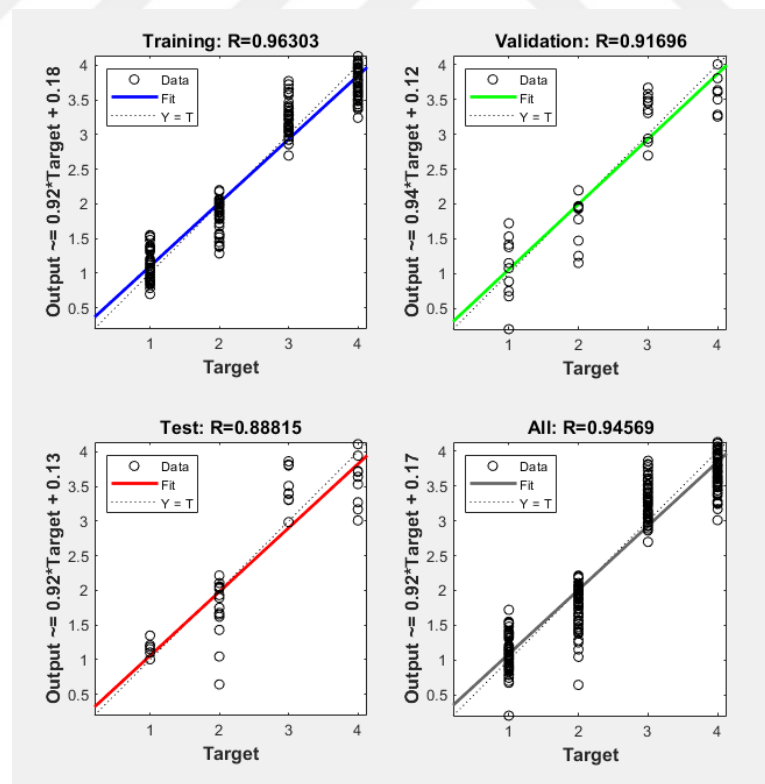 Training: R=0.96303
Output ~= 0.92*Target + 0.18
4
3.5
3
2.5
2
1.5
1
0.5
Data
Fit
Y = T
1 2 3 4
Target
Validation: R=0.91696
Output ~= 0.94*Target + 0.12
4
3.5
3
2.5
2
1.5
1
0.5
Data
Fit
Y = T
1 2 3 4
Target
Test: R=0.88815
Output ~= 0.92*Target + 0.13
4
3.5
3
2.5
2
1.5
1
0.5
Data
Fit
Y = T
1 2 3 4
Target
All: R=0.94569
Output ~= 0.92*Target + 0.17
4
3.5
3
2.5
2
1.5
1
0.5
Data
Fit
Y = T
1 2 3 4
Target